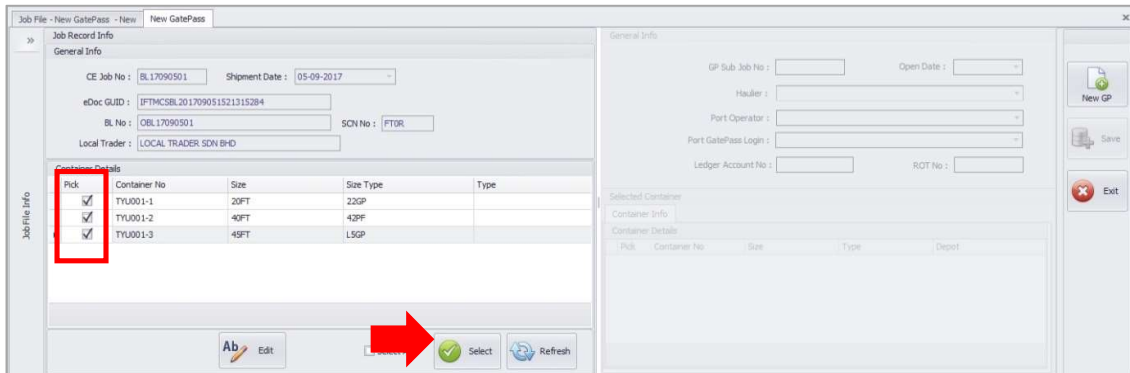 Job File - New GatePass - New
New GatePass
Job Record Info
General Info
CE Job No : BL17090501
Shipment Date : 05-09-2017
eDoc GUID : IFTMCSBL201709051521315284
BL No : OBL17090501
SCN No : FT0R
Local Trader : LOCAL TRADER SDN BHD
Container Details
Pick Container No Size Size Type Type
TYU001-1 20FT 22GP
TYU001-2 40FT 42PF
TYU001-3 45FT L5GP
Ab Edit
Select
Refresh
Job File Info
General Info
GP Sub Job No :
Open Date :
Haulier :
Port Operator :
Port GatePass Login :
Ledger Account No :
ROT No :
Selected Container
Container Info
Container Details
Pick Container No Size Type Depot
New GP
Save
Exit